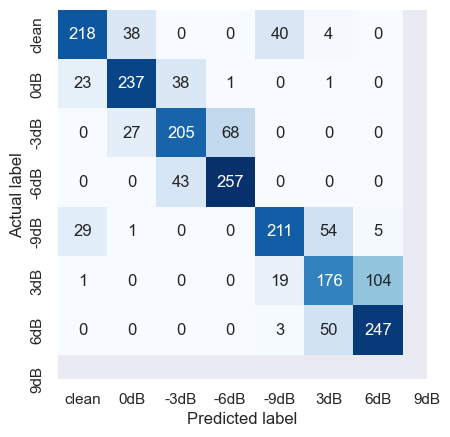 clean 218 38 0 0 40 4 0
0dB 23 237 38 1 0 1 0
-3dB 0 27 205 68 0 0 0
-6dB 0 0 43 257 0 0 0
-9dB 29 1 0 0 211 54 5
3dB 1 0 0 0 19 176 104
6dB 0 0 0 0 3 50 247
9dB
Actual label
clean 0dB -3dB -6dB -9dB 3dB 6dB 9dB
Predicted label